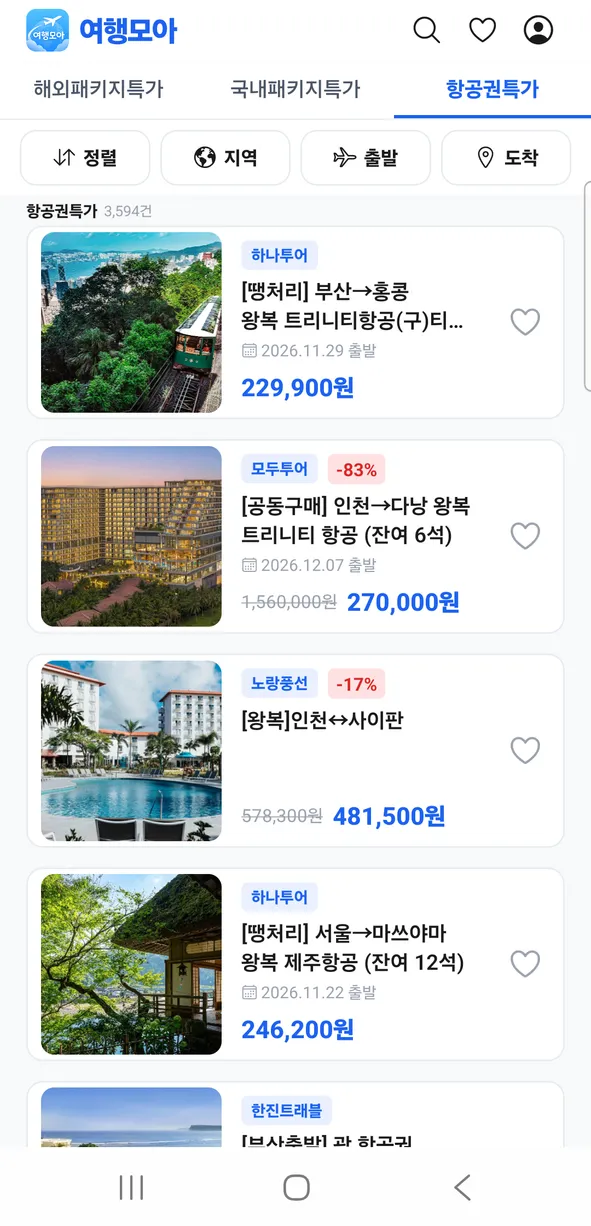 여행모아
여행모아
해외패키지특가 국내패키지특가 항공권특가
정렬 지역 출발 도착
항공권특가 3,594건
하나투어
[땡처리] 부산→홍콩
왕복 트리니티항공(구)티...
2026.11.29 출발
229,900원
모두투어 -83%
[공동구매] 인천→다낭 왕복
트리니티 항공 (잔여 6석)
2026.12.07 출발
1,560,000원 270,000원
노랑풍선 -17%
[왕복]인천↔사이판
578,300원 481,500원
하나투어
[땡처리] 서울→마쓰야마
왕복 제주항공 (잔여 12석)
2026.11.22 출발
246,200원
한진트래블
[부산출발] 괌 항공권